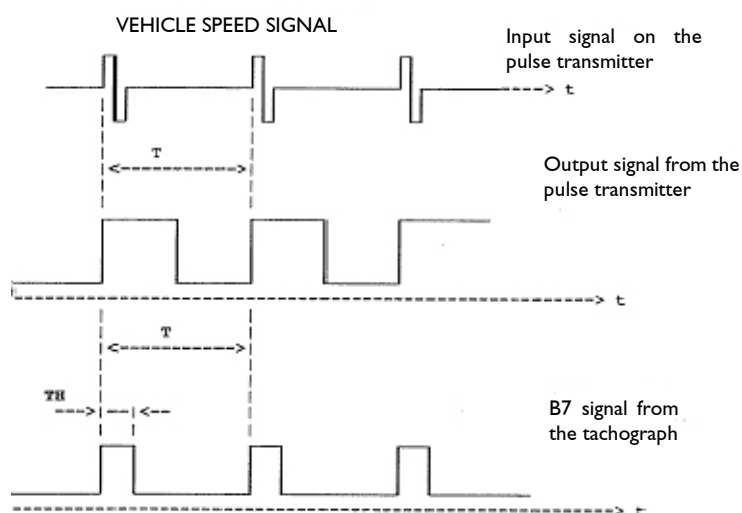 VEHICLE SPEED SIGNAL
Input signal on the
pulse transmitter
t
T
Output signal from the
pulse transmitter
t
T
TH
B7 signal from
the tachograph
t